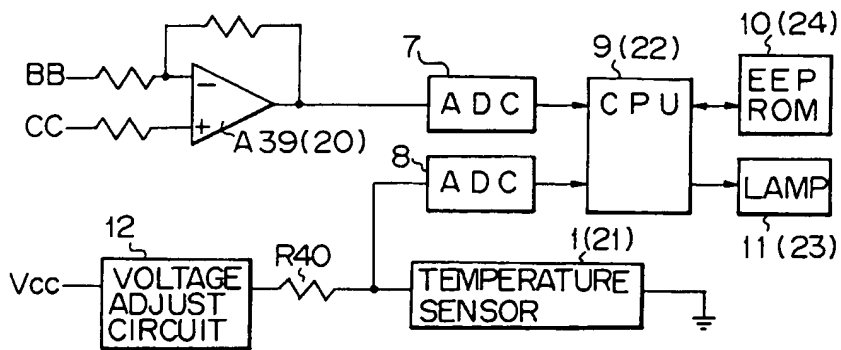 10(24)
7
9(22)
BB
EEP
ROM
ADC
CPU
CC
−
+
A39(20)
8
ADC
LAMP
11(23)
12
R40
1(21)
Vcc
VOLTAGE
ADJUST
CIRCUIT
TEMPERATURE
SENSOR